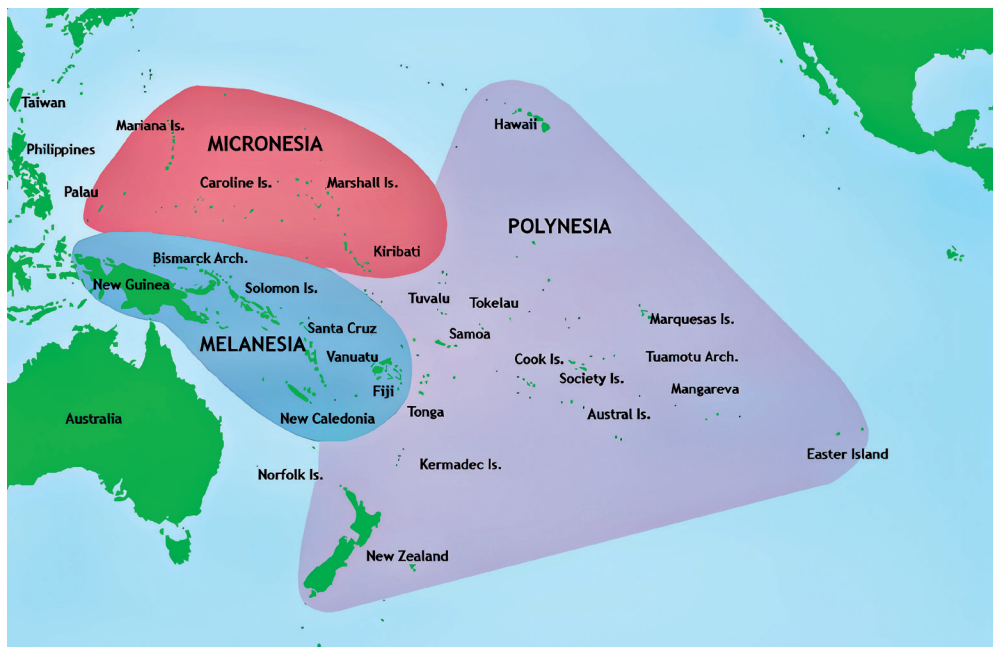 Taiwan
Mariana Is.
Hawaii
MICRONESIA
Philippines
Palau
Caroline Is.
Marshall Is.
POLYNESIA
Kiribati
Bismarck Arch.
New Guinea
Solomon Is.
Tuvalu
Tokelau
Santa Cruz
Samoa
Marquesas Is.
MELANESIA
Vanuatu
Cook Is.
Tuamotu Arch.
Society Is.
Fiji
Mangareva
Tonga
Austral Is.
New Caledonia
Australia
Easter Island
Kermadec Is.
Norfolk Is.
New Zealand